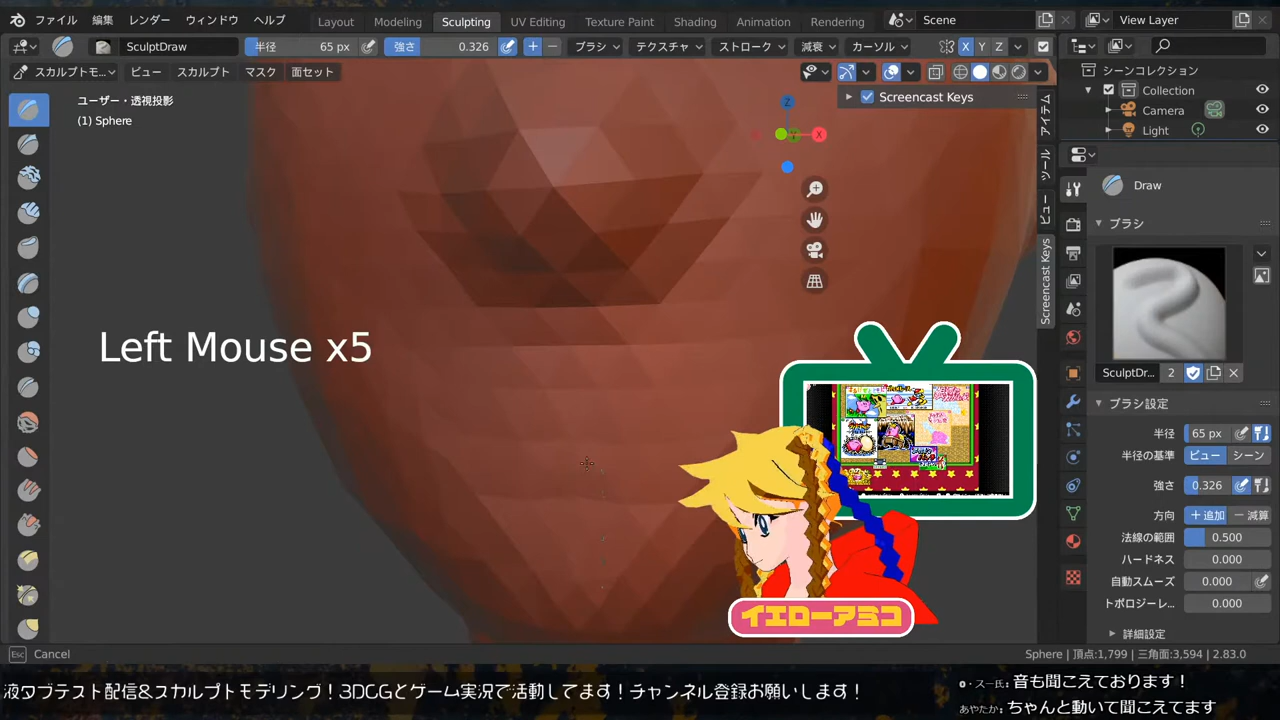 ファイル 編集 レンダー ウィンドウ ヘルプ Layout Modeling Sculpting UV Editing Texture Paint Shading Animation Rendering Scene View Layer
SculptDraw 半径 65 px 強さ 0.326 ブラシ テクスチャ ストローク 減衰 カーソル X Y Z
スカルプトモ... ビュー スカルプト マスク 面セット
シーンコレクション
Collection
Camera
Light
ユーザー・透視投影
(1) Sphere
Screencast Keys
Z
X
アイテム
ツール
ビュー
Screencast Keys
Draw
ブラシ
SculptDr... 2
ブラシ設定
半径 65 px
半径の基準 ビュー シーン
強さ 0.326
方向 追加 減算
法線の範囲 0.500
ハードネス 0.000
自動スムーズ 0.000
トポロジーレ... 0.000
詳細設定
Left Mouse x5
イエローアミコ
Esc Cancel
Sphere | 頂点:1,799 | 三角面:3,594 | 2.83.0
液タブテスト配信&スカルプトモデリング!3DCGとゲーム実況で活動してます!チャンネル登録お願いします!
o・スー氏: 音も聞こえております!
あやたか: ちゃんと動いて聞こえてます